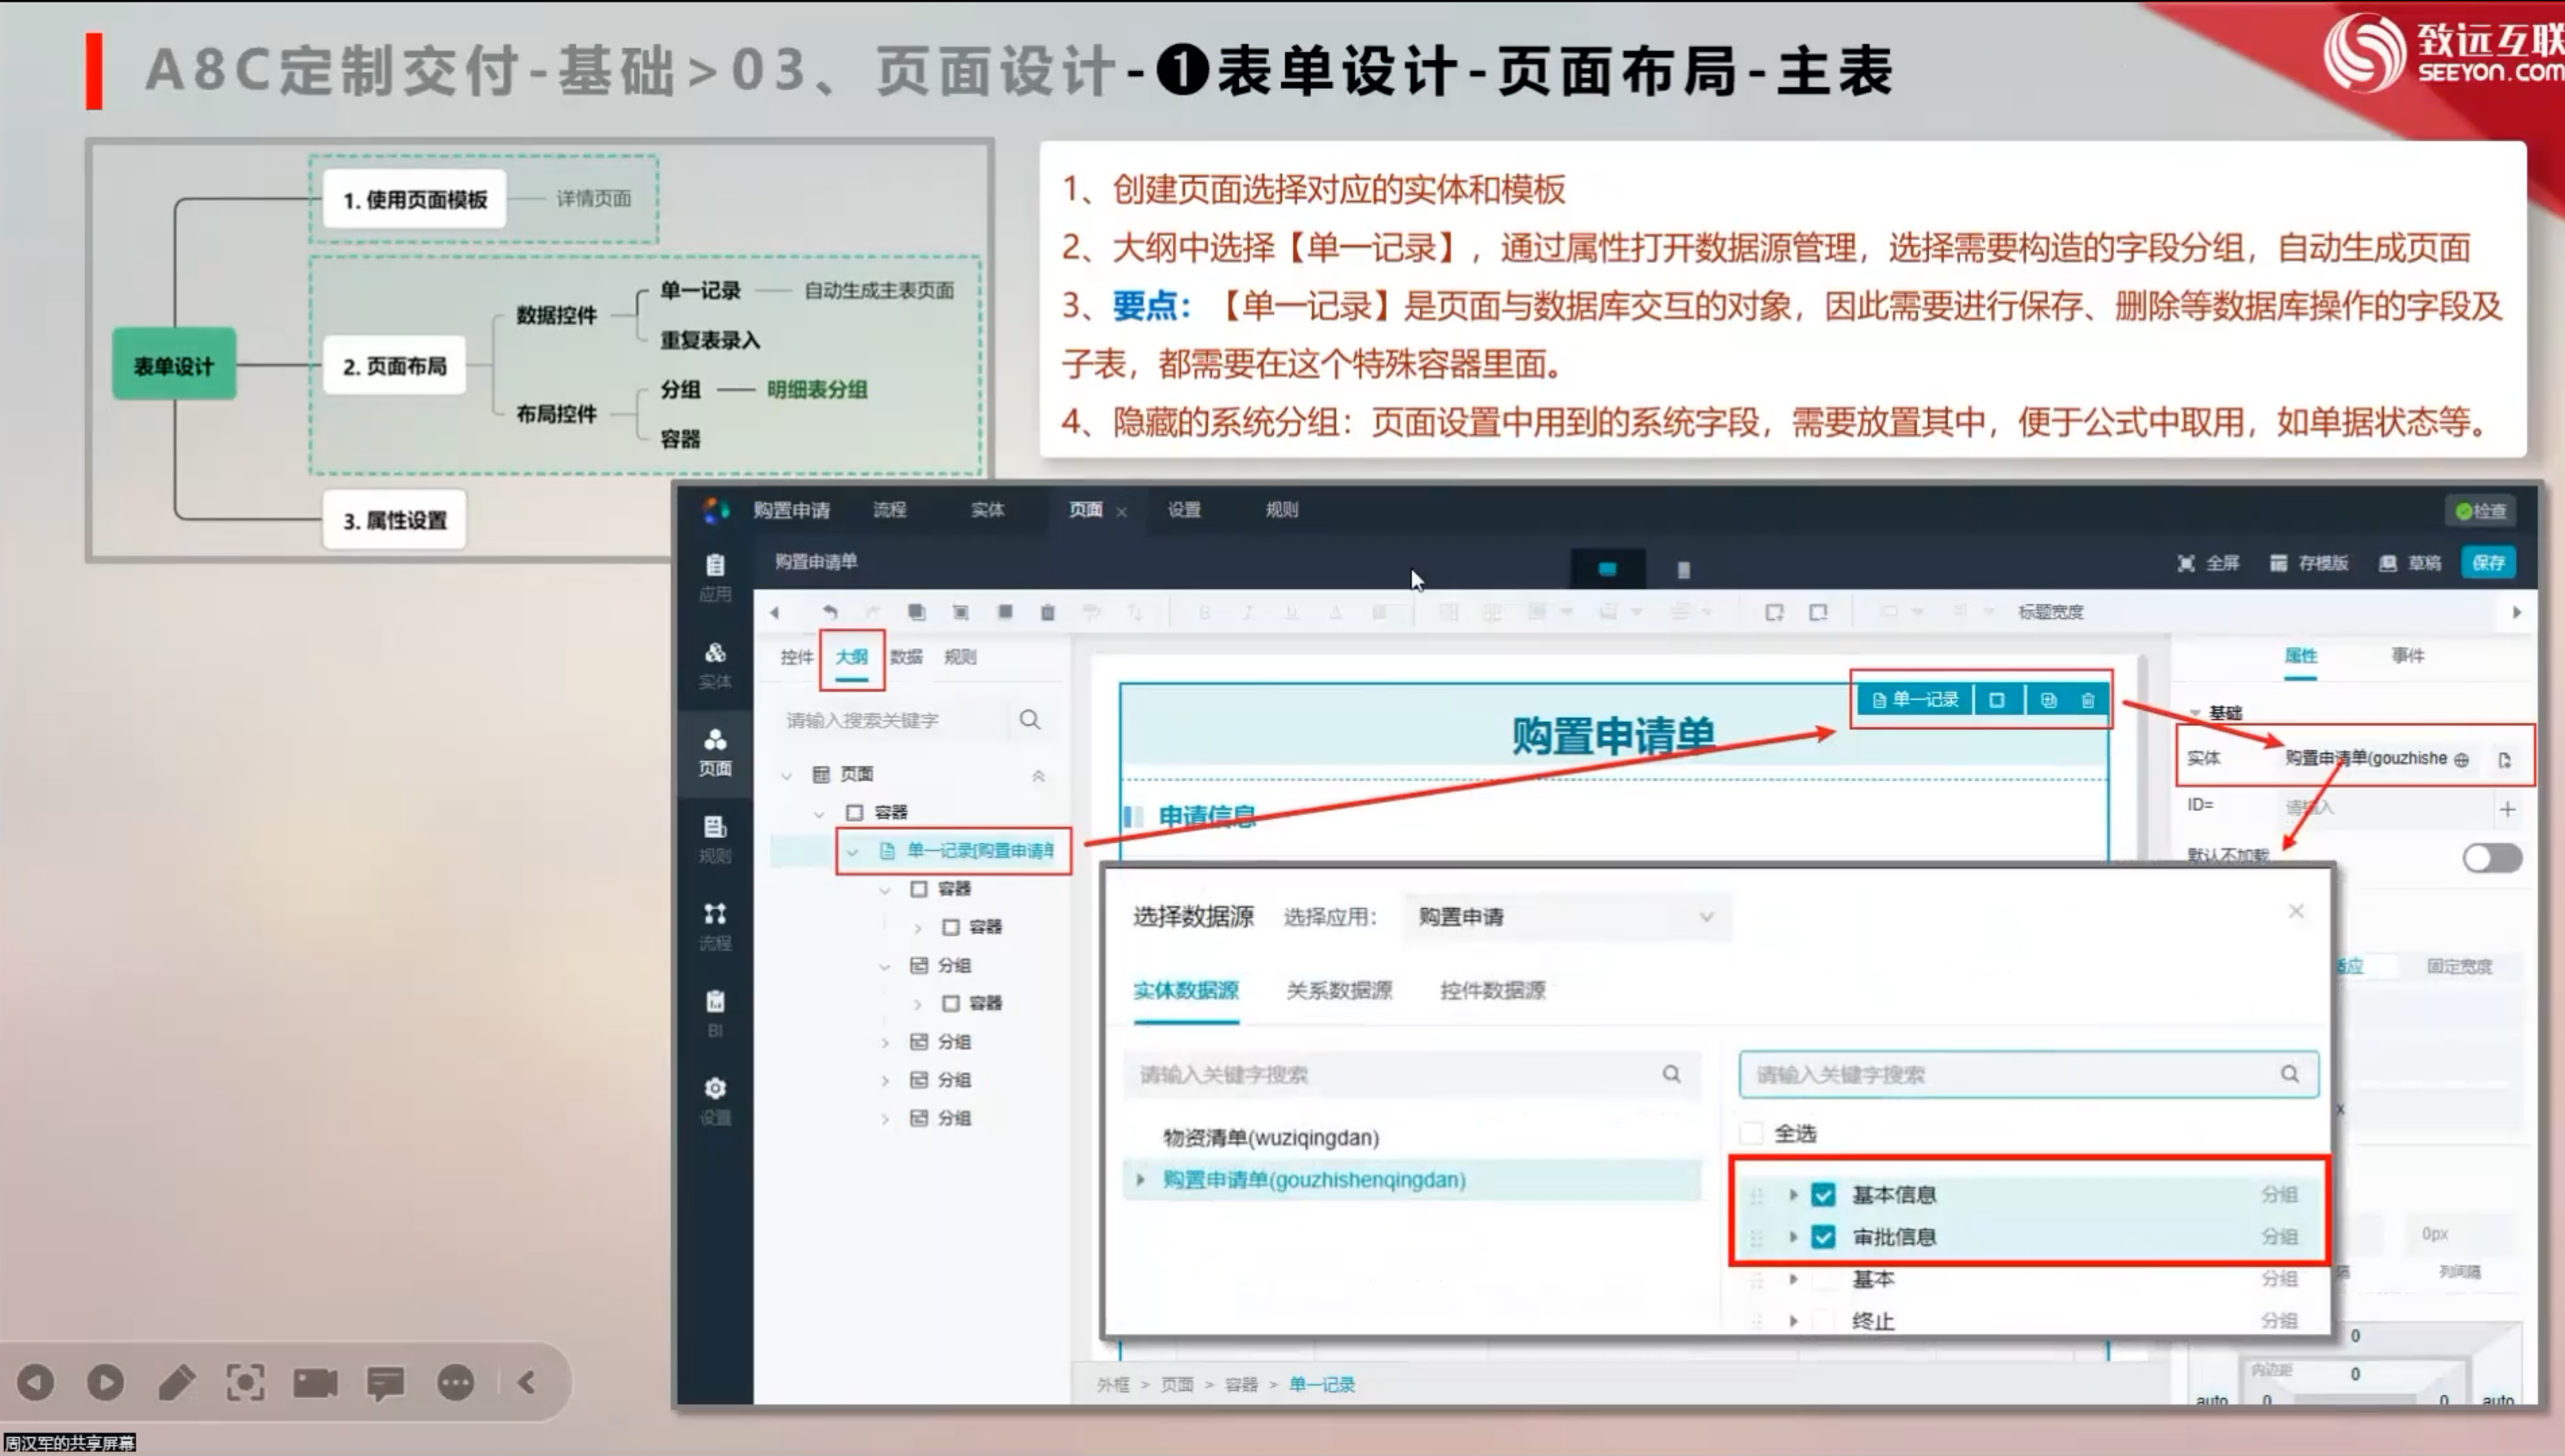 A8C定制交付-基础>03、页面设计-❶表单设计-页面布局-主表
致远互联
SEEYON.COM
1. 使用页面模板
详情页面
表单设计
2. 页面布局
数据控件
单一记录
自动生成主表页面
重复表录入
布局控件
分组
明细表分组
容器
3. 属性设置
1、创建页面选择对应的实体和模板
2、大纲中选择【单一记录】，通过属性打开数据源管理，选择需要构造的字段分组，自动生成页面
3、要点：【单一记录】是页面与数据库交互的对象，因此需要进行保存、删除等数据库操作的字段及
子表，都需要在这个特殊容器里面。
4、隐藏的系统分组：页面设置中用到的系统字段，需要放置其中，便于公式中取用，如单据状态等。
购置申请 流程 实体 页面 设置 规则 检查
购置申请单 全屏 存模版 草稿 保存
标题宽度
应用
实体
页面
规则
流程
BI
设置
控件 大纲 数据 规则
请输入搜索关键字
页面
容器
单一记录[购置申请单
容器
容器
分组
容器
分组
分组
分组
单一记录
购置申请单
申请信息
属性 事件
基础
实体 购置申请单(gouzhishe
ID= 请输入
默认不加载
适应 固定宽度
x
0px
隔 列间隔
0
内边距
0
auto 0 0 auto
选择数据源 选择应用： 购置申请
实体数据源 关系数据源 控件数据源
请输入关键字搜索
物资清单(wuziqingdan)
购置申请单(gouzhishenqingdan)
请输入关键字搜索
全选
基本信息 分组
审批信息 分组
基本 分组
终止 分组
外框 > 页面 > 容器 > 单一记录
周汉军的共享屏幕